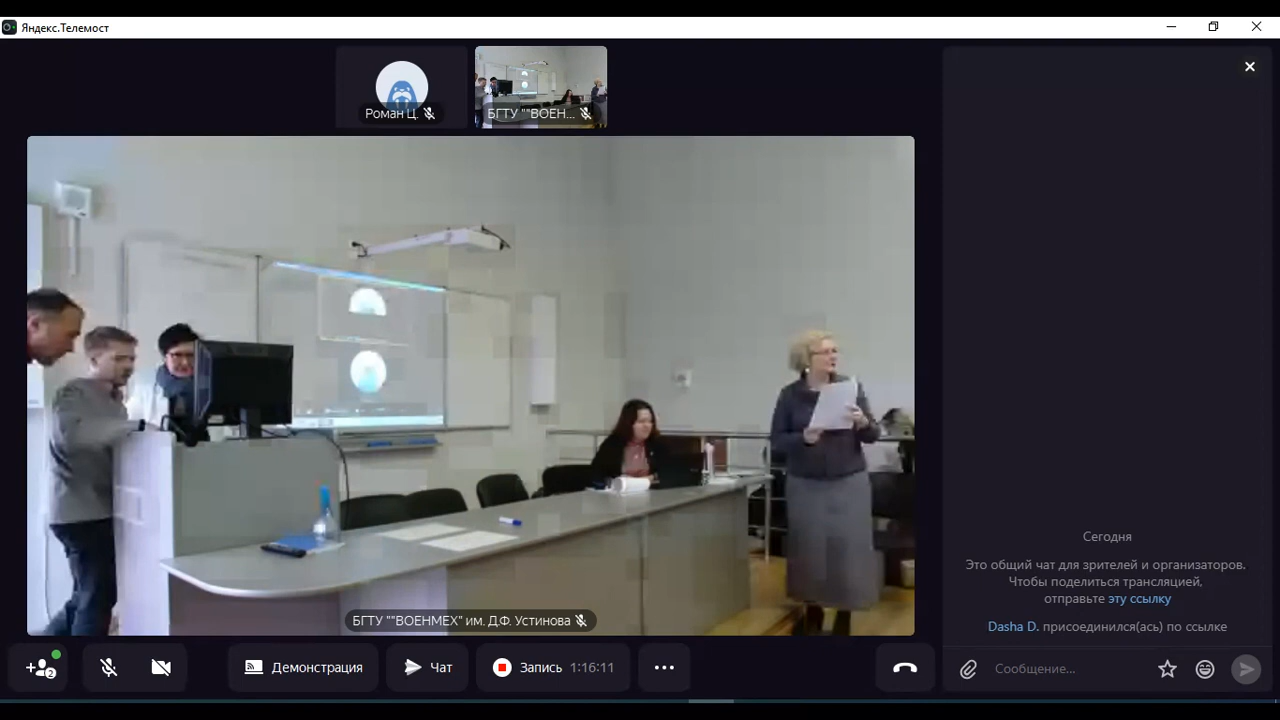 Яндекс.Телемост
Роман Ц.
БГТУ ""ВОЕН...
БГТУ ""ВОЕНМЕХ" им. Д.Ф. Устинова
Сегодня
Это общий чат для зрителей и организаторов.
Чтобы поделиться трансляцией,
отправьте эту ссылку
Dasha D. присоединился(ась) по ссылке
2
Демонстрация
Чат
Запись 1:16:11
Сообщение...